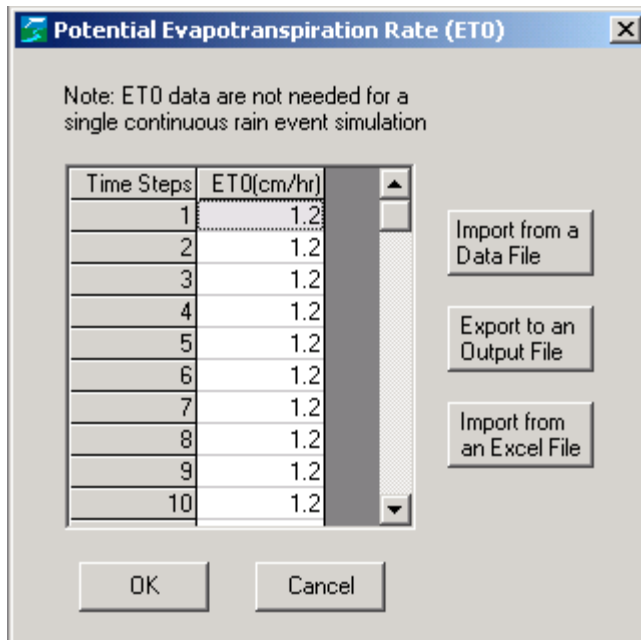 Potential Evapotranspiration Rate (ET0)
Note: ET0 data are not needed for a
single continuous rain event simulation
Time Steps ET0(cm/hr)
1 1.2
2 1.2
3 1.2
4 1.2
5 1.2
6 1.2
7 1.2
8 1.2
9 1.2
10 1.2
Import from a
Data File
Export to an
Output File
Import from
an Excel File
OK Cancel